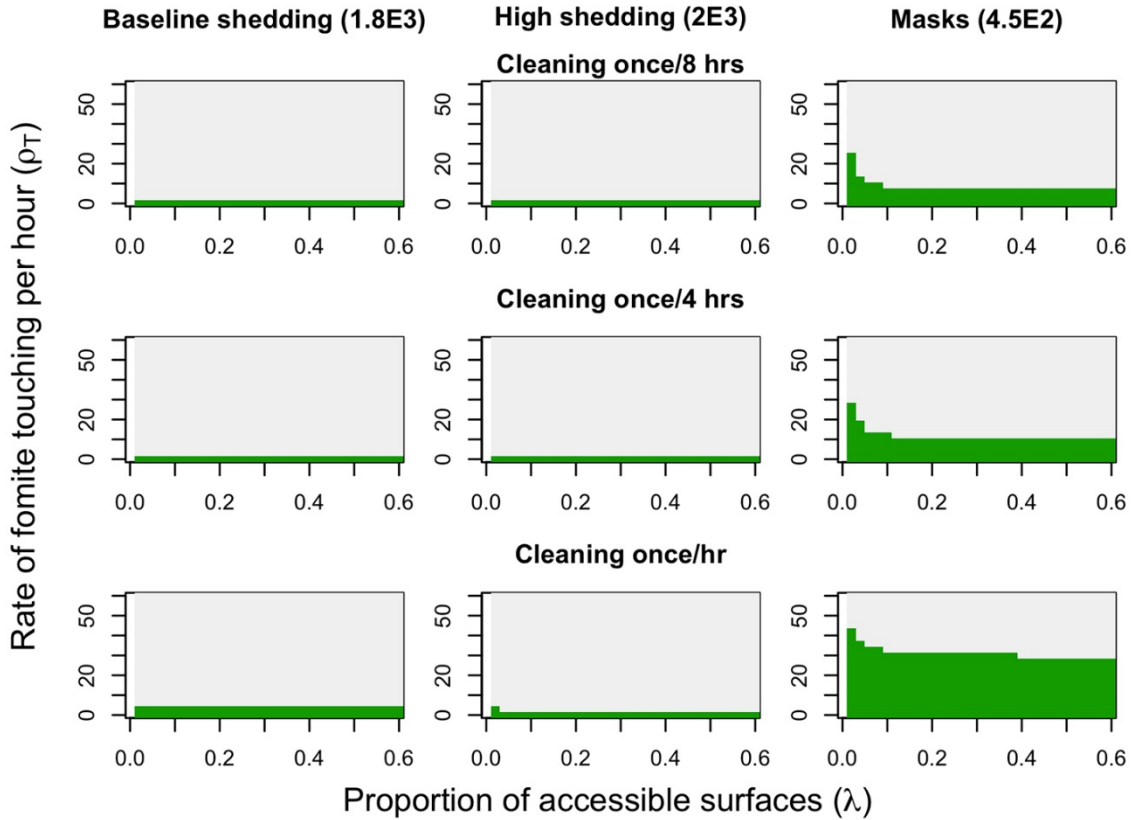 Baseline shedding (1.8E3) High shedding (2E3) Masks (4.5E2)
Cleaning once/8 hrs
50 50 50
20 20 20
0 0 0
0.0 0.2 0.4 0.6 0.0 0.2 0.4 0.6 0.0 0.2 0.4 0.6
Cleaning once/4 hrs
50 50 50
20 20 20
0 0 0
0.0 0.2 0.4 0.6 0.0 0.2 0.4 0.6 0.0 0.2 0.4 0.6
Cleaning once/hr
50 50 50
20 20 20
0 0 0
0.0 0.2 0.4 0.6 0.0 0.2 0.4 0.6 0.0 0.2 0.4 0.6
Rate of fomite touching per hour (ρT)
Proportion of accessible surfaces (λ)